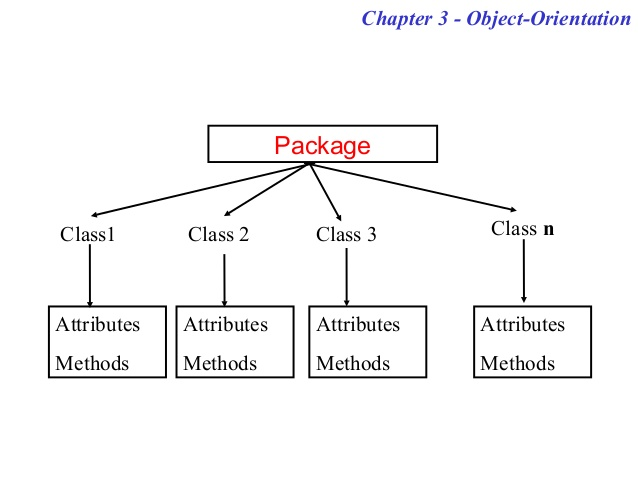 Chapter 3 - Object-Orientation
Package
Class1
Class 2
Class 3
Class n
Attributes
Methods
Attributes
Methods
Attributes
Methods
Attributes
Methods